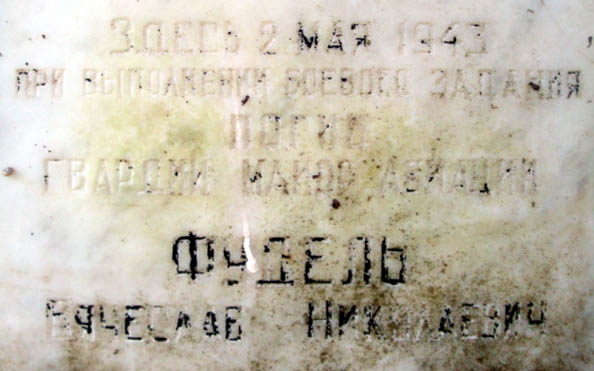 ЗДЕСЬ 2 МАЯ 1943
ПРИ ВЫПОЛНЕНИИ БОЕВОГО ЗАДАНИЯ
ПОГИБ
ГВАРДИИ МАЙОР АВИАЦИИ
ФУДЕЛЬ
ВЯЧЕСЛАВ НИКОЛАЕВИЧ